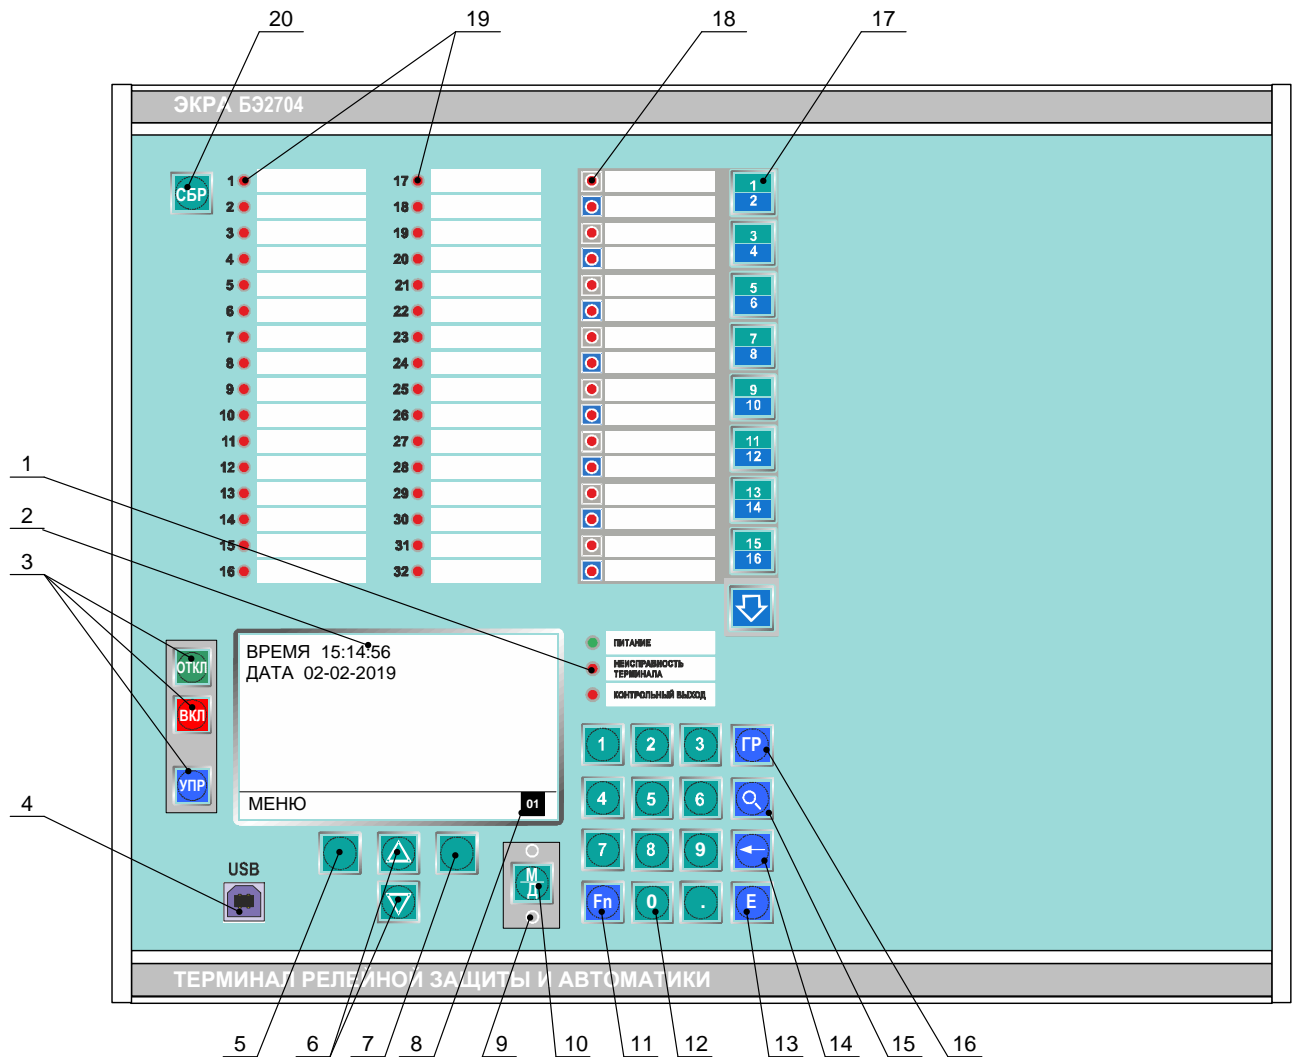 20 19 18 17
ЭКРА БЭ2704
СБР
1 17 1
2 18 2
3 19 3
4 20 4
5 21 5
6 22 6
7 23 7
8 24 8
9 25 9
10 26 10
11 27 11
12 28 12
13 29 13
14 30 14
15 31 15
16 32 16
1
2
3
4
ОТКЛ
ВКЛ
УПР
ВРЕМЯ 15:14:56
ДАТА 02-02-2019
МЕНЮ 01
ПИТАНИЕ
НЕИСПРАВНОСТЬ
ТЕРМИНАЛА
КОНТРОЛЬНЫЙ ВЫХОД
1 2 3 ГР
4 5 6
7 8 9
Fn 0 . E
USB
М
Д
ТЕРМИНАЛ РЕЛЕЙНОЙ ЗАЩИТЫ И АВТОМАТИКИ
5 6 7 8 9 10 11 12 13 14 15 16